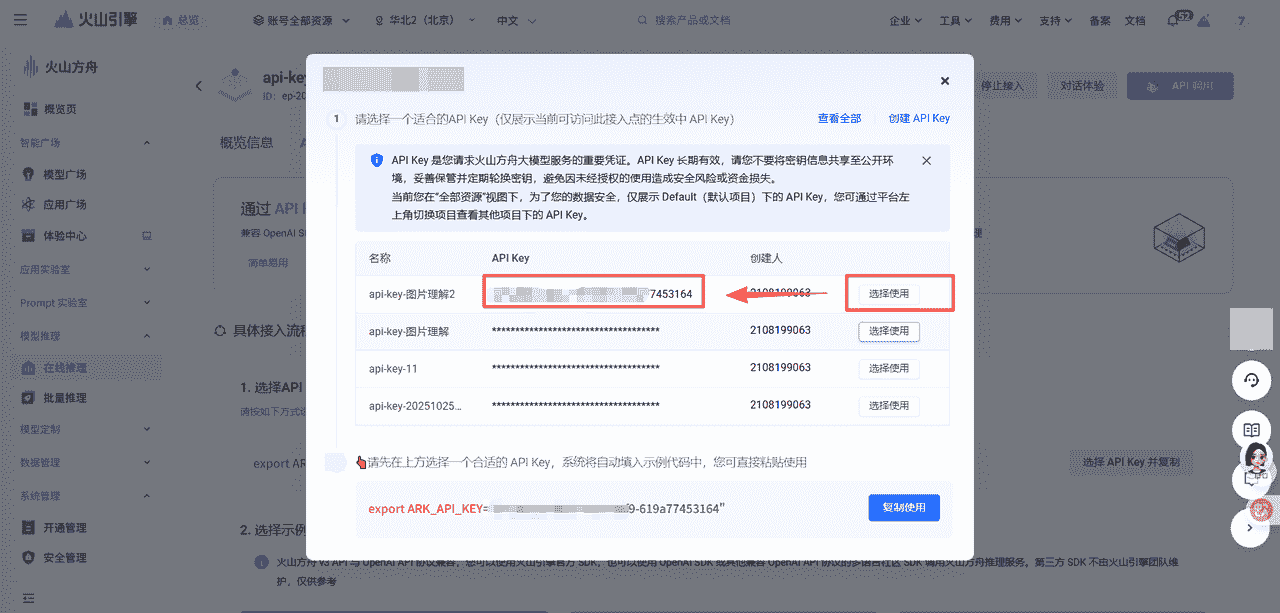 火山引擎
总览
账号全部资源
华北2（北京）
中文
搜索产品或文档
企业
工具
费用
支持
备案
文档
52
7
火山方舟
概览页
智能广场
模型广场
应用广场
体验中心
应用实验室
Prompt 实验室
模型推理
在线推理
批量推理
模型定制
数据管理
系统管理
开通管理
安全管理
api-key
ID：ep-20
停止接入
对话体验
API 调用
概览信息
通过 API
兼容 OpenAI S
简单易用
具体接入流程
1. 选择API
请按如下方式
export AR
选择 API Key 并复制
2. 选择示例
火山方舟 v3 API 与 OpenAI API 协议兼容，您可以使用火山引擎官方 SDK，也可以使用 OpenAI SDK 或其他兼容 OpenAI API 协议的多语言社区 SDK 调用火山方舟推理服务。第三方 SDK 不由火山引擎团队维
护，仅供参考
1
请选择一个适合的API Key（仅展示当前可访问此接入点的生效中 API Key）
查看全部
创建 API Key
API Key 是您请求火山方舟大模型服务的重要凭证。API Key 长期有效，请您不要将密钥信息共享至公开环
境，妥善保管并定期轮换密钥，避免因未经授权的使用造成安全风险或资金损失。
当前您在“全部资源”视图下，为了您的数据安全，仅展示 Default（默认项目）下的 API Key，您可通过平台左
上角切换项目查看其他项目下的 API Key。
名称 API Key 创建人
api-key-图片理解2 7453164 2108199063 选择使用
api-key-图片理解 ************************************ 2108199063 选择使用
api-key-11 ************************************ 2108199063 选择使用
api-key-20251025... ************************************ 2108199063 选择使用
请先在上方选择一个合适的 API Key，系统将自动填入示例代码中，您可直接粘贴使用
export ARK_API_KEY= 9-619a77453164"
复制使用